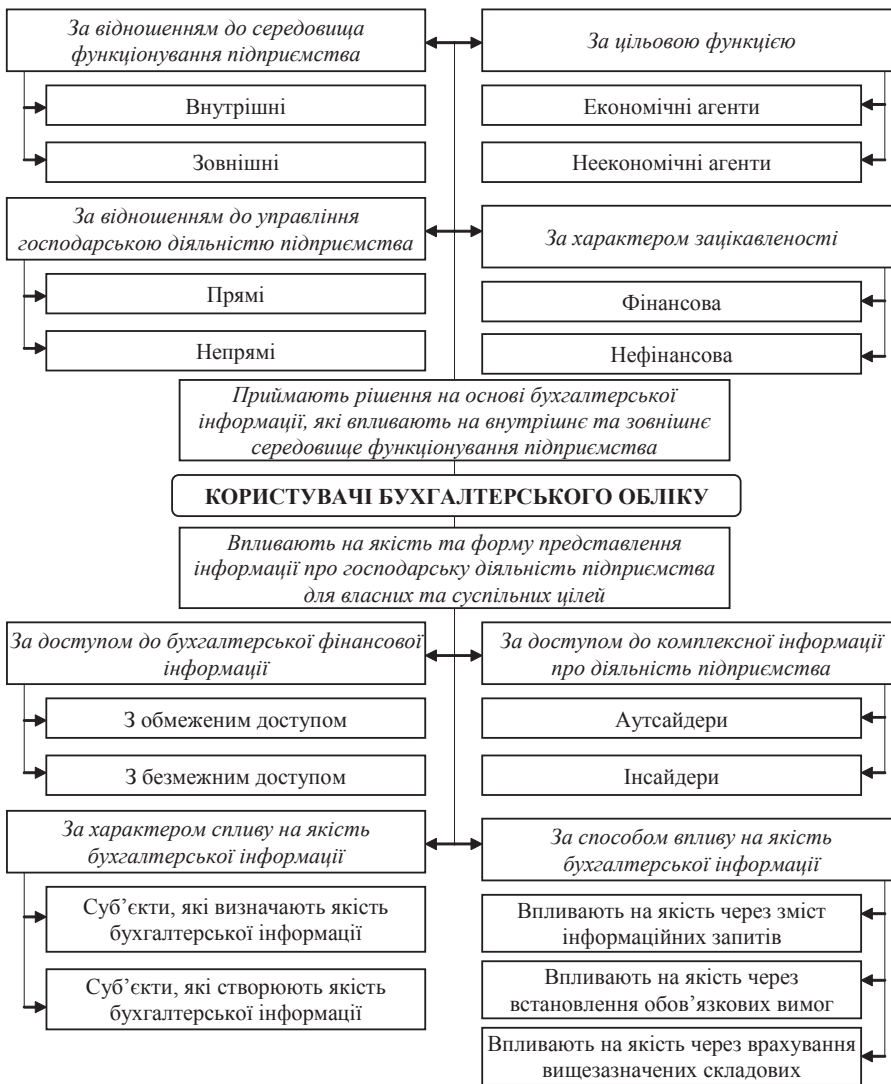 За відношенням до середовища
функціонування підприємства
Внутрішні
Зовнішні
За цільовою функцією
Економічні агенти
Неекономічні агенти
За відношенням до управління
господарською діяльністю підприємства
Прямі
Непрямі
За характером зацікавленості
Фінансова
Нефінансова
Приймають рішення на основі бухгалтерської
інформації, які впливають на внутрішнє та зовнішнє
середовище функціонування підприємства
КОРИСТУВАЧІ БУХГАЛТЕРСЬКОГО ОБЛІКУ
Впливають на якість та форму представлення
інформації про господарську діяльність підприємства
для власних та суспільних цілей
За доступом до бухгалтерської фінансової
інформації
З обмеженим доступом
З безмежним доступом
За доступом до комплексної інформації
про діяльність підприємства
Аутсайдери
Інсайдери
За характером спливу на якість
бухгалтерської інформації
Суб’єкти, які визначають якість
бухгалтерської інформації
Суб’єкти, які створюють якість
бухгалтерської інформації
За способом впливу на якість
бухгалтерської інформації
Впливають на якість через зміст
інформаційних запитів
Впливають на якість через
встановлення обов’язкових вимог
Впливають на якість через врахування
вищезазначених складових